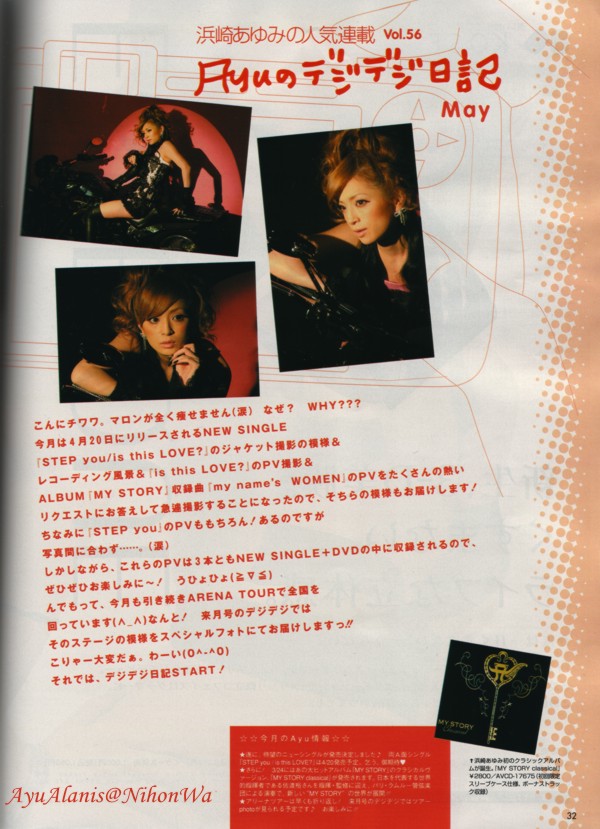 浜崎あゆみの人気連載 Vol.56
Ayuのデジデジ日記
May
こんにチワワ。マロンが全く痩せません(涙) なぜ? WHY???
今月は4月20日にリリースされるNEW SINGLE
『STEP you/is this LOVE?』のジャケット撮影の模様&
レコーディング風景&『is this LOVE?』のPV撮影&
ALBUM『MY STORY』収録曲『my name's WOMEN』のPVをたくさんの熱い
リクエストにお答えして急遽撮影することになったので、そちらの模様もお届けします!
ちなみに『STEP you』のPVももちろん!あるのですが
写真間に合わず……。(涙)
しかしながら、これらのPVは3本ともNEW SINGLE+DVDの中に収録されるので、
ぜひぜひお楽しみに〜! うひょひょ(≧∇≦)
んでもって、今月も引き続きARENA TOURで全国を
回っています(∧_∧)なんと! 来月号のデジデジでは
そのステージの模様をスペシャルフォトにてお届けしますっ!!
こりゃー大変だぁ。わーい(0^-^0)
それでは、デジデジ日記START!
MY STORY
Classical
☆☆今月のAyu情報☆☆
↑浜崎あゆみ初のクラシックアルバ
ムが誕生。『MY STORY classical』
¥2800/AVCD-17675(初回限定
スリーブケース仕様、ボーナストラッ
ク収録)
AyuAlanis@NihonWa
32